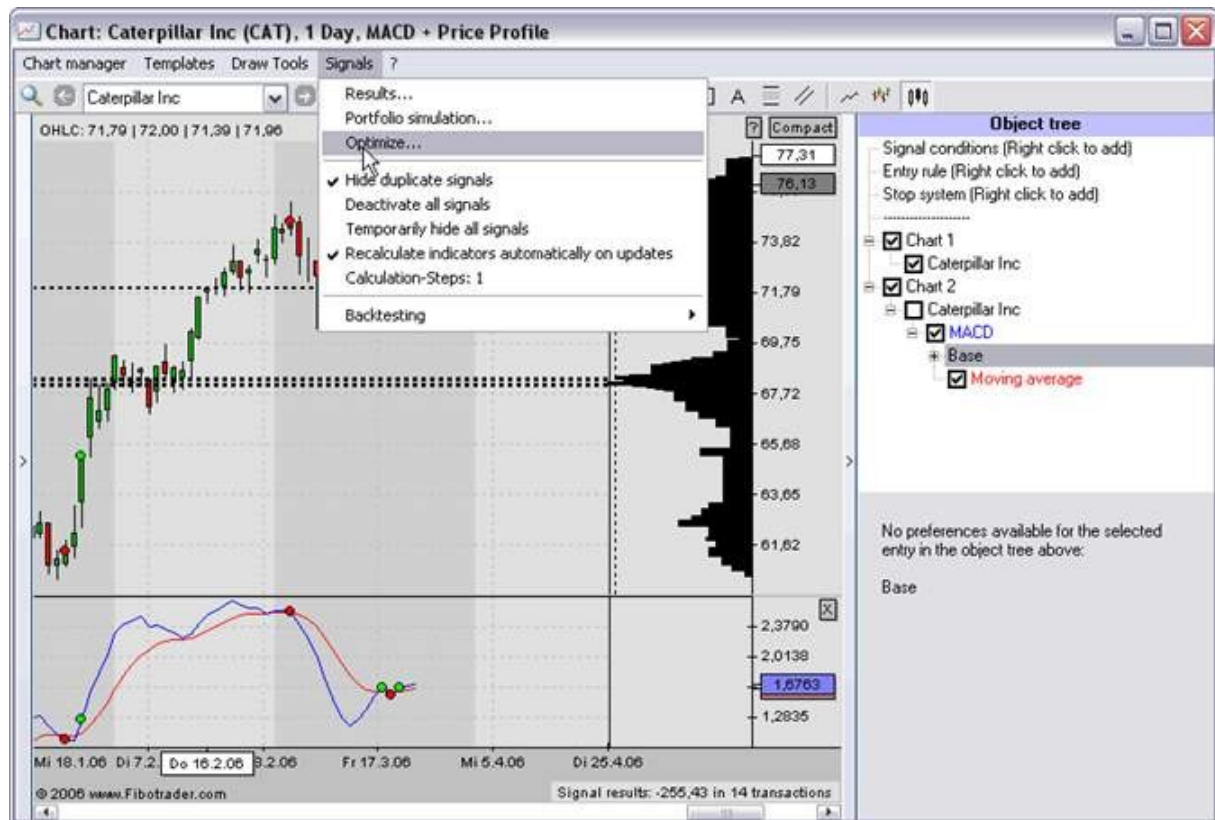 Chart: Caterpillar Inc (CAT), 1 Day, MACD + Price Profile
Chart manager Templates Draw Tools Signals ?
Caterpillar Inc
A
Results...
Portfolio simulation...
Optimize...
Hide duplicate signals
Deactivate all signals
Temporarily hide all signals
Recalculate indicators automatically on updates
Calculation-Steps: 1
Backtesting
OHLC: 71,79 | 72,00 | 71,39 | 71,96
? Compact
77,31
76,13
73,82
71,79
69,75
67,72
65,68
63,65
61,62
X
2,3790
2,0138
1,6763
1,2835
Mi 18.1.06 Di 7.2. Do 16.2.06 3.2.06 Fr 17.3.06 Mi 5.4.06 Di 25.4.06
© 2006 www.Fibotrader.com
Signal results: -255,43 in 14 transactions
Object tree
Signal conditions (Right click to add)
Entry rule (Right click to add)
Stop system (Right click to add)
--------------------
Chart 1
Caterpillar Inc
Chart 2
Caterpillar Inc
MACD
Base
Moving average
No preferences available for the selected
entry in the object tree above:
Base